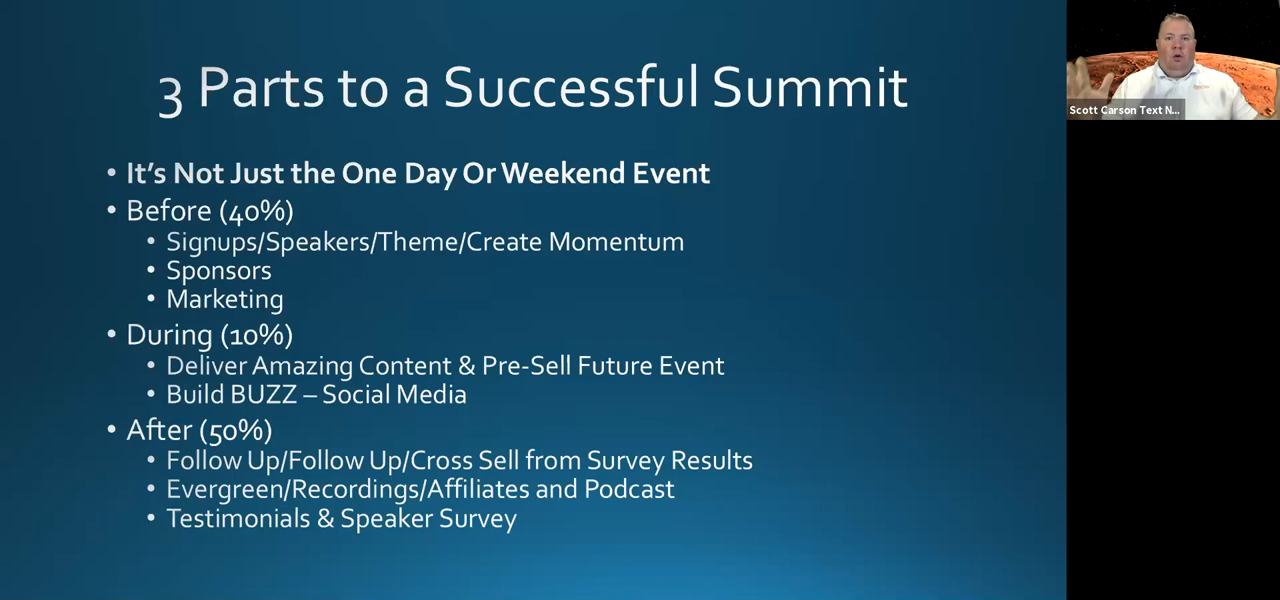 3 Parts to a Successful Summit
• It's Not Just the One Day Or Weekend Event
• Before (40%)
• Signups/Speakers/Theme/Create Momentum
• Sponsors
• Marketing
• During (10%)
• Deliver Amazing Content & Pre-Sell Future Event
• Build BUZZ – Social Media
• After (50%)
• Follow Up/Follow Up/Cross Sell from Survey Results
• Evergreen/Recordings/Affiliates and Podcast
• Testimonials & Speaker Survey
Scott Carson Text N...